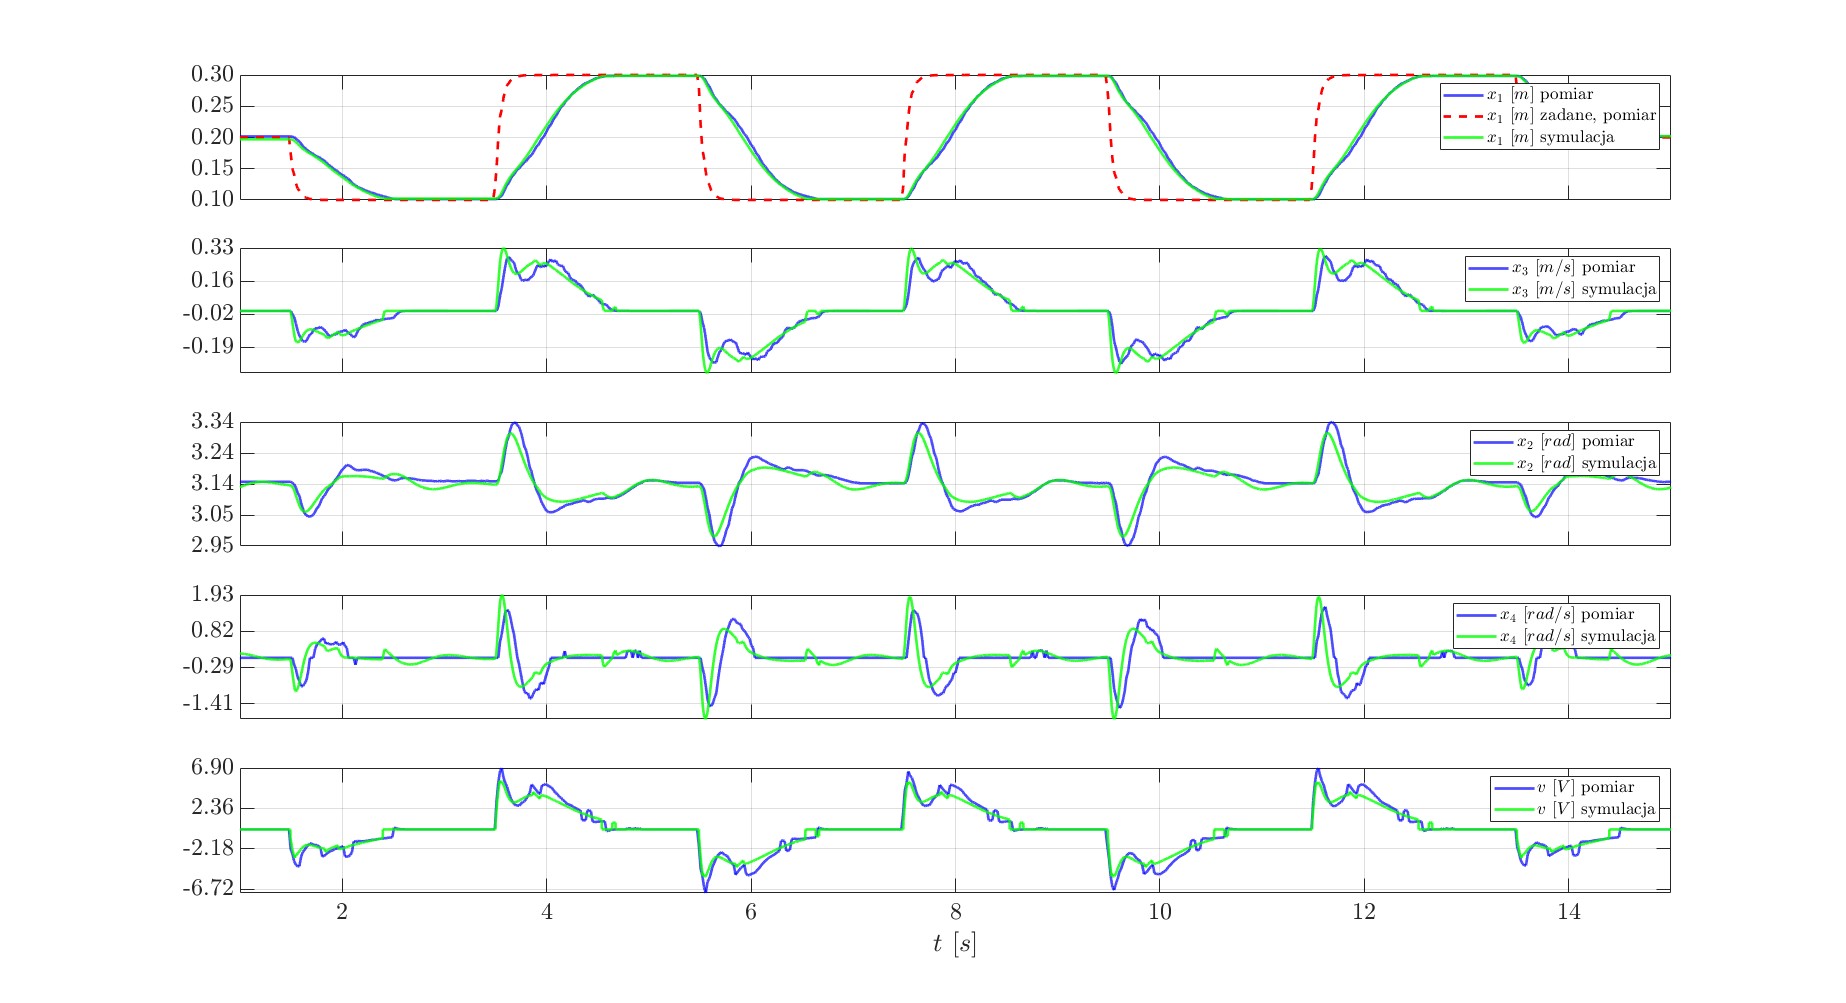 0.30
0.25
0.20
0.15
0.10
x₁ [m] pomiar
x₁ [m] zadane, pomiar
x₁ [m] symulacja
0.33
0.16
-0.02
-0.19
x₃ [m/s] pomiar
x₃ [m/s] symulacja
3.34
3.24
3.14
3.05
2.95
x₂ [rad] pomiar
x₂ [rad] symulacja
1.93
0.82
-0.29
-1.41
x₄ [rad/s] pomiar
x₄ [rad/s] symulacja
6.90
2.36
-2.18
-6.72
v [V] pomiar
v [V] symulacja
2 4 6 8 10 12 14
t [s]